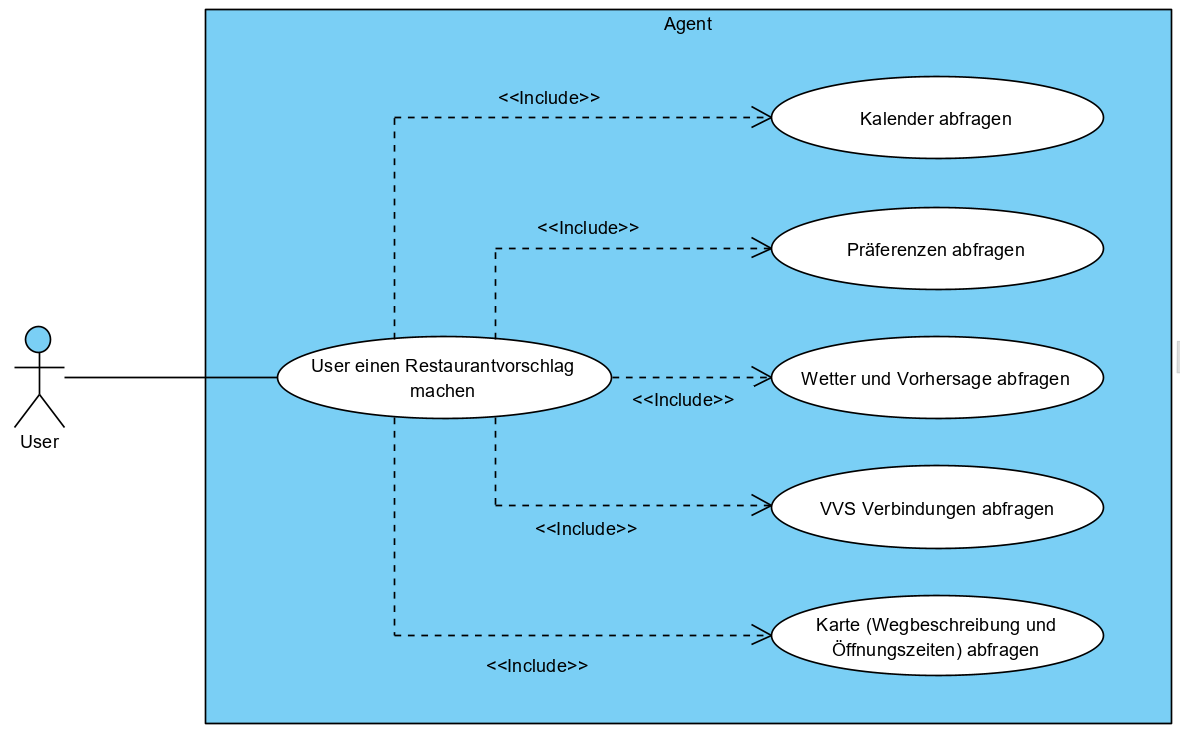 Agent
<<Include>>
Kalender abfragen
<<Include>>
Präferenzen abfragen
User einen Restaurantvorschlag
machen
Wetter und Vorhersage abfragen
<<Include>>
User
VVS Verbindungen abfragen
<<Include>>
Karte (Wegbeschreibung und
Öffnungszeiten) abfragen
<<Include>>